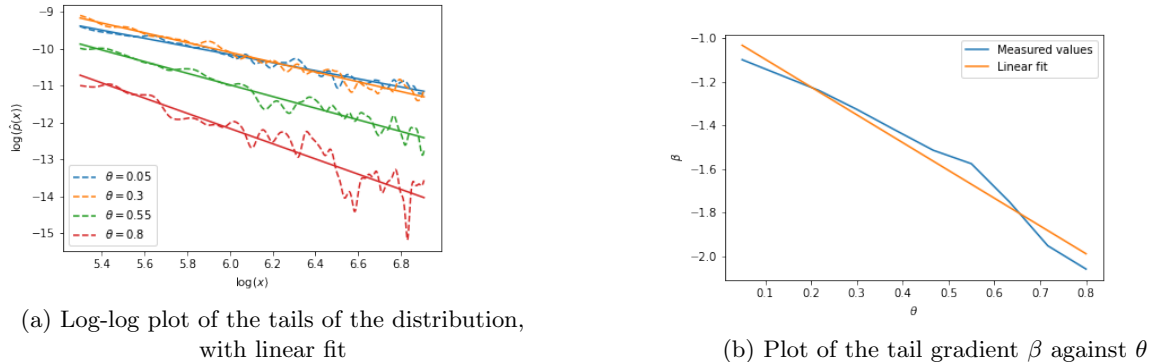 −9
−10
−11
−12
−13
−14
−15
log(ρ̂(x))
θ = 0.05
θ = 0.3
θ = 0.55
θ = 0.8
5.4 5.6 5.8 6.0 6.2 6.4 6.6 6.8
log(x)
(a) Log-log plot of the tails of the distribution,
with linear fit
−1.0
−1.2
−1.4
−1.6
−1.8
−2.0
β
Measured values
Linear fit
0.1 0.2 0.3 0.4 0.5 0.6 0.7 0.8
θ
(b) Plot of the tail gradient β against θ